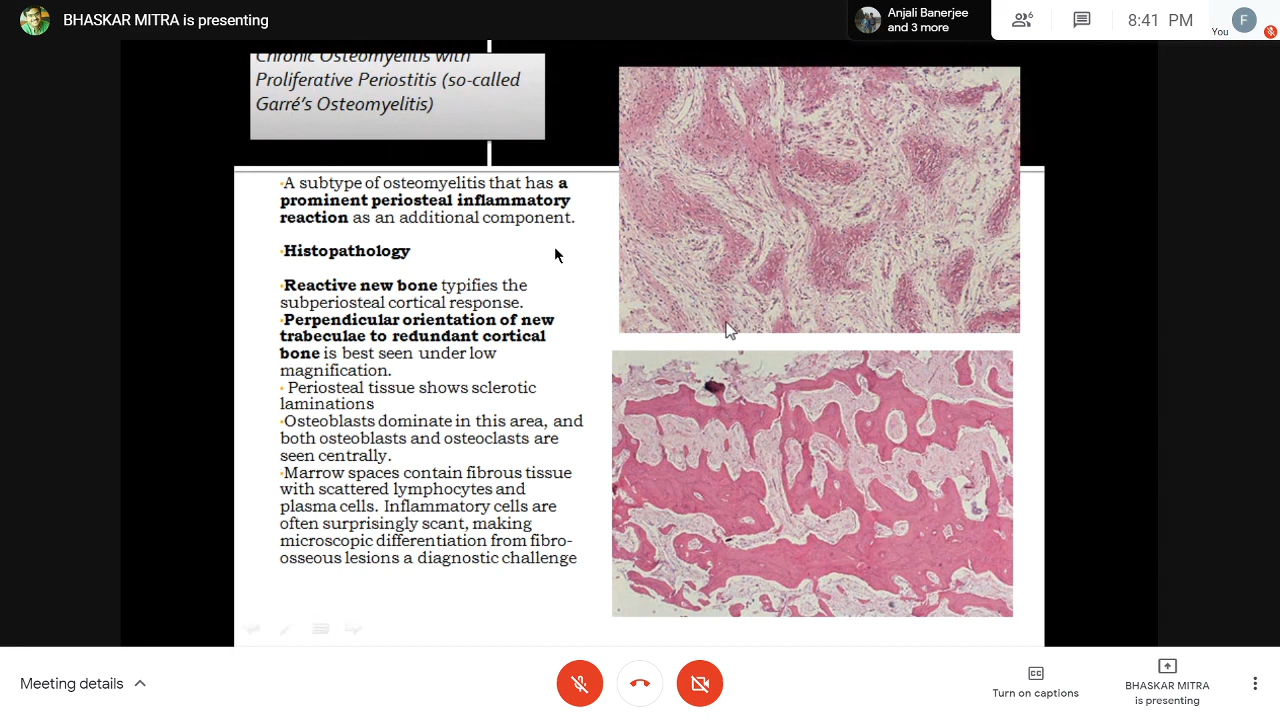 BHASKAR MITRA is presenting
Anjali Banerjee
and 3 more
6
8:41 PM
You
F
Chronic Osteomyelitis with
Proliferative Periostitis (so-called
Garré's Osteomyelitis)
•A subtype of osteomyelitis that has a
prominent periosteal inflammatory
reaction as an additional component.
•Histopathology
•Reactive new bone typifies the
subperiosteal cortical response.
•Perpendicular orientation of new
trabeculae to redundant cortical
bone is best seen under low
magnification.
• Periosteal tissue shows sclerotic
laminations
•Osteoblasts dominate in this area, and
both osteoblasts and osteoclasts are
seen centrally.
•Marrow spaces contain fibrous tissue
with scattered lymphocytes and
plasma cells. Inflammatory cells are
often surprisingly scant, making
microscopic differentiation from fibro-
osseous lesions a diagnostic challenge
Meeting details
CC
Turn on captions
BHASKAR MITRA
is presenting